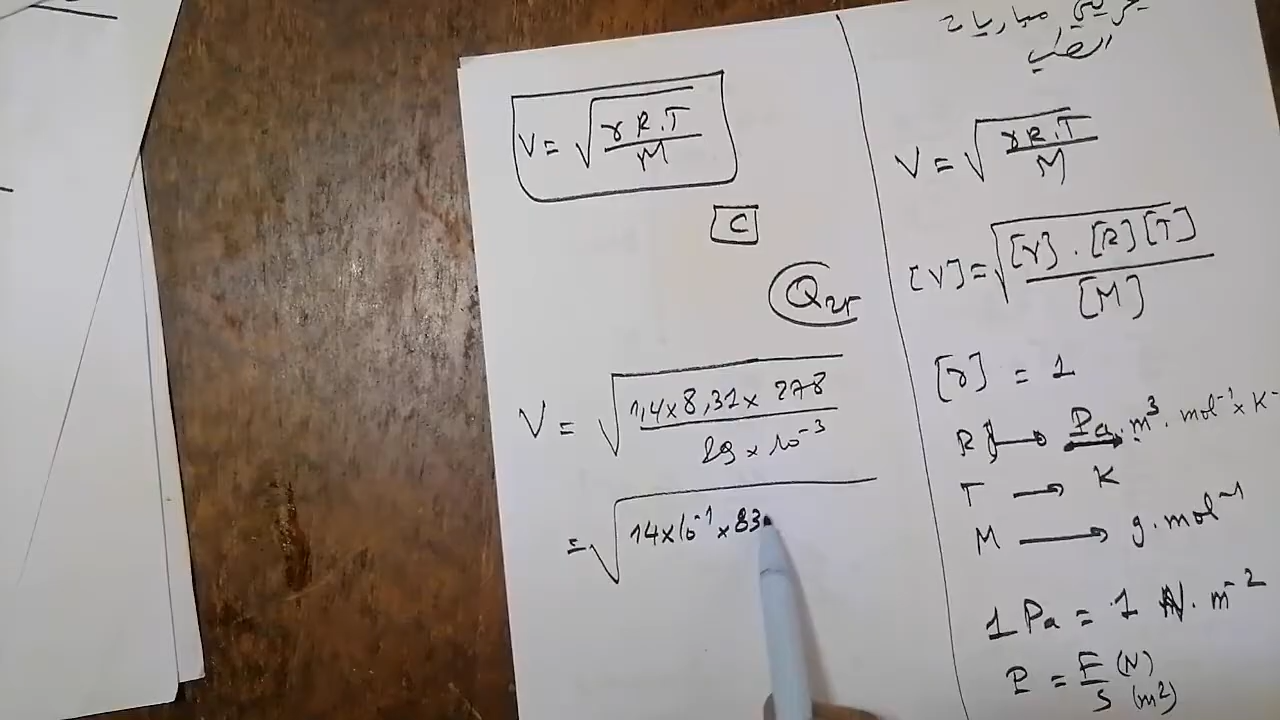 V = √(γ R.T / M)
C
Q25
V = √(1,4 × 8,31 × 278 / 29 × 10⁻³)
= √(14 × 10⁻¹ × 83
الطب
V = √(γ R.T / M)
[V] = √([γ] . [R] [T] / [M])
[γ] = 1
R → Pa . m³ . mol⁻¹ × K⁻
T → K
M → g . mol⁻¹
1 Pa = 1 N . m⁻²
P = F (N) / S (m²)